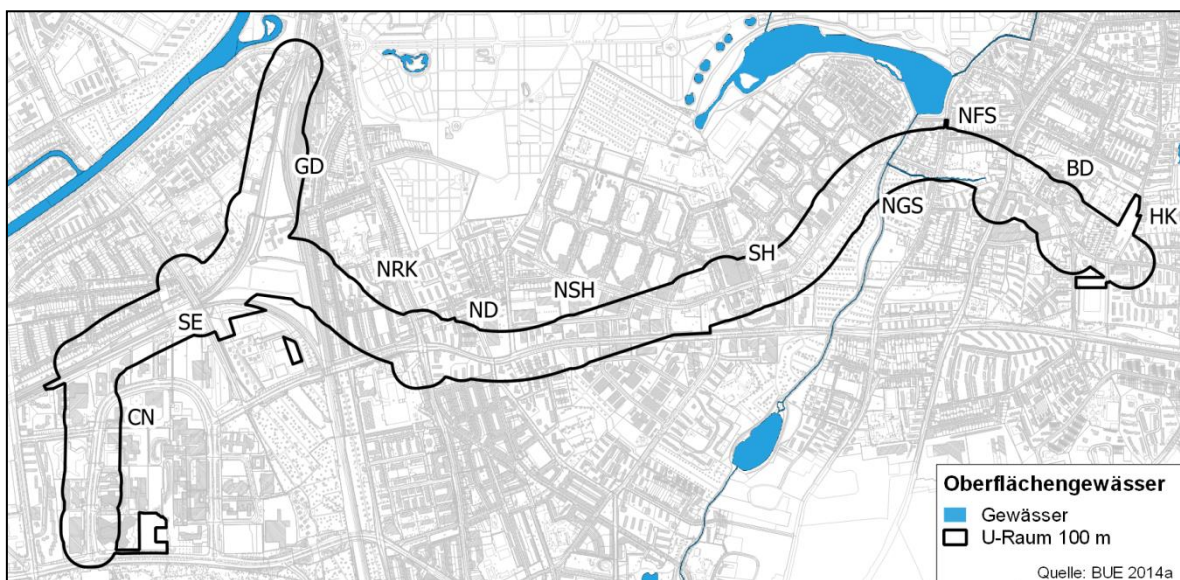 NFS
GD
BD
NGS
HK
NRK
SH
NSH
ND
SE
CN
Oberflächengewässer
Gewässer
U-Raum 100 m
Quelle: BUE 2014a